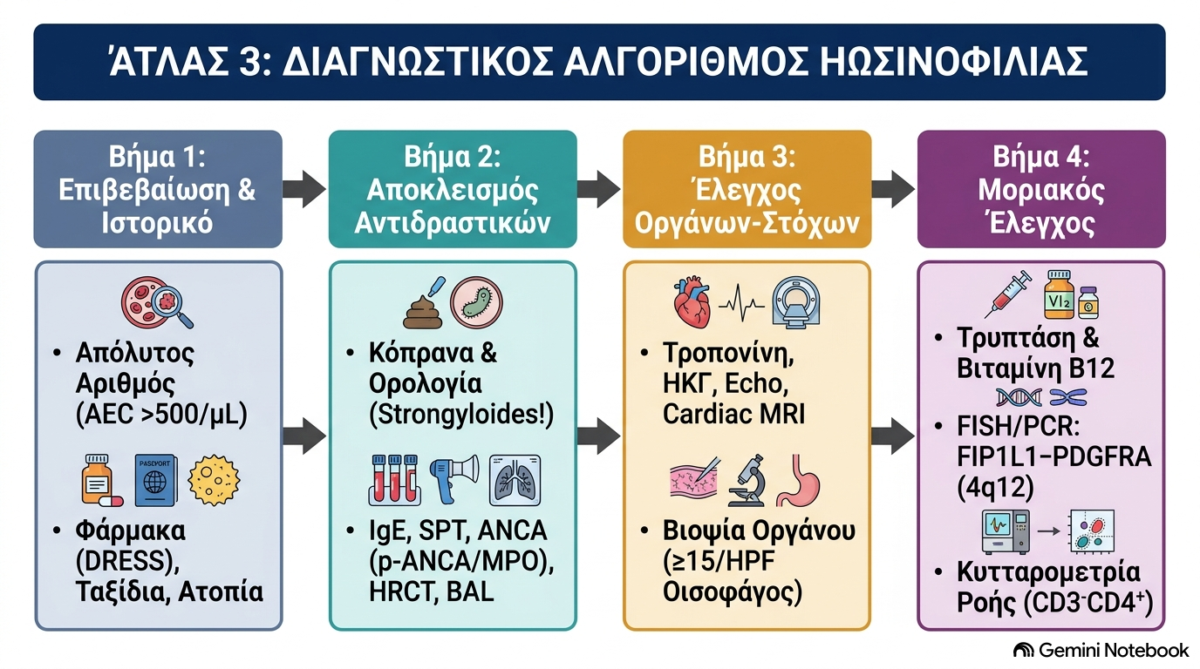 ΆΤΛΑΣ 3: ΔΙΑΓΝΩΣΤΙΚΟΣ ΑΛΓΟΡΙΘΜΟΣ ΗΩΣΙΝΟΦΙΛΙΑΣ
Βήμα 1:
Επιβεβαίωση &
Ιστορικό
• Απόλυτος
Αριθμός
(AEC >500/μL)
PASSPORT
• Φάρμακα
(DRESS),
Ταξίδια, Ατοπία
Βήμα 2:
Αποκλεισμός
Αντιδραστικών
• Κόπρανα &
Ορολογία
(Strongyloides!)
• IgE, SPT, ANCA
(p-ANCA/MPO),
HRCT, BAL
Βήμα 3:
Έλεγχος
Οργάνων-Στόχων
• Τροπονίνη,
ΗΚΓ, Echo,
Cardiac MRI
• Βιοψία Οργάνου
(≥15/HPF
Οισοφάγος)
Βήμα 4:
Μοριακός
Έλεγχος
VI₂
• Τρυπτάση &
Βιταμίνη B12
• FISH/PCR:
FIP1L1–PDGFRA
(4q12)
• Κυτταρομετρία
Ροής (CD3⁻CD4⁺)
Gemini Notebook